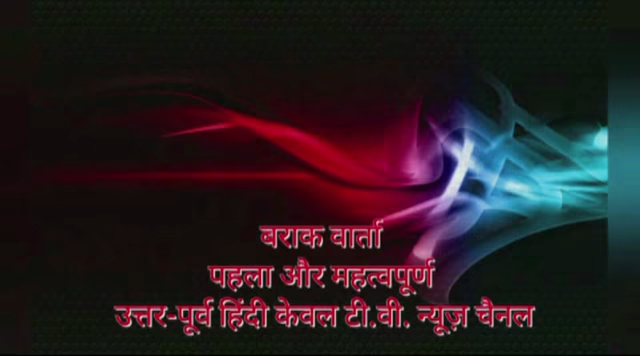 बराक वार्ता
पहला और महत्वपूर्ण
उत्तर-पूर्व हिंदी केवल टी.वी. न्यूज़ चैनल